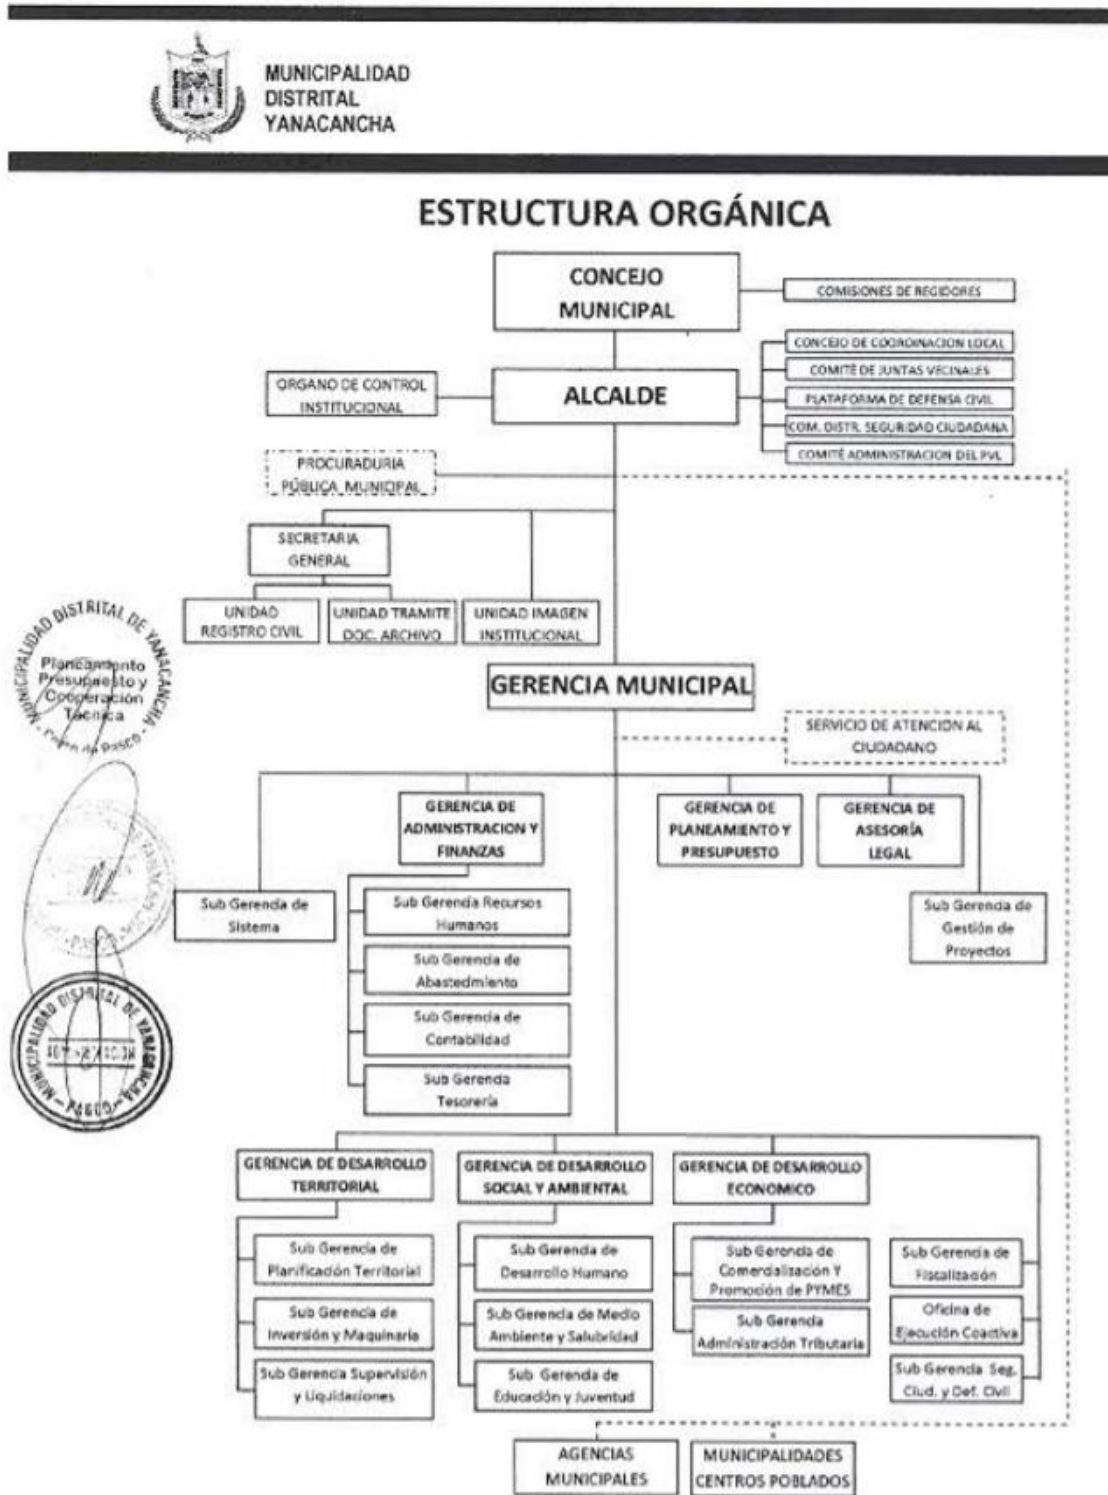 MUNICIPALIDAD
DISTRITAL
YANACANCHA
ESTRUCTURA ORGÁNICA
CONCEJO
MUNICIPAL
COMISIONES DE REGIDORES
CONCEJO DE COORDINACION LOCAL
COMITÉ DE JUNTAS VECINALES
PLATAFORMA DE DEFENSA CIVIL
COM. DISTR. SEGURIDAD CIUDADANA
COMITÉ ADMINISTRACION DEL PVL
ORGANO DE CONTROL
INSTITUCIONAL
ALCALDE
PROCURADURIA
PÚBLICA MUNICIPAL
SECRETARIA
GENERAL
UNIDAD
REGISTRO CIVIL
UNIDAD TRAMITE
DOC. ARCHIVO
UNIDAD IMAGEN
INSTITUCIONAL
GERENCIA MUNICIPAL
SERVICIO DE ATENCION AL
CIUDADANO
GERENCIA DE
ADMINISTRACION Y
FINANZAS
GERENCIA DE
PLANEAMIENTO Y
PRESUPUESTO
GERENCIA DE
ASESORÍA
LEGAL
Sub Gerencia de
Sistema
Sub Gerencia Recursos
Humanos
Sub Gerencia de
Abastecimiento
Sub Gerencia de
Contabilidad
Sub Gerencia
Tesorería
Sub Gerencia de
Gestión de
Proyectos
GERENCIA DE DESARROLLO
TERRITORIAL
GERENCIA DE DESARROLLO
SOCIAL Y AMBIENTAL
GERENCIA DE DESARROLLO
ECONOMICO
Sub Gerencia de
Planificación Territorial
Sub Gerencia de
Inversión y Maquinaria
Sub Gerencia Supervisión
y Liquidaciones
Sub Gerencia de
Desarrollo Humano
Sub Gerencia de Medio
Ambiente y Salubridad
Sub Gerencia de
Educación y Juventud
Sub Gerencia de
Comercialización Y
Promoción de PYMES
Sub Gerencia
Administración Tributaria
Sub Gerencia de
Fiscalización
Oficina de
Ejecución Coactiva
Sub Gerencia Seg.
Ciud. y Def. Civil
AGENCIAS
MUNICIPALES
MUNICIPALIDADES
CENTROS POBLADOS
MUNICIPALIDAD DISTRITAL DE YANACANCHA
Planeamiento
Presupuesto y
Cooperación
Técnica
Cerro de Pasco
MUNICIPALIDAD DISTRITAL DE YANACANCHA
PASCO